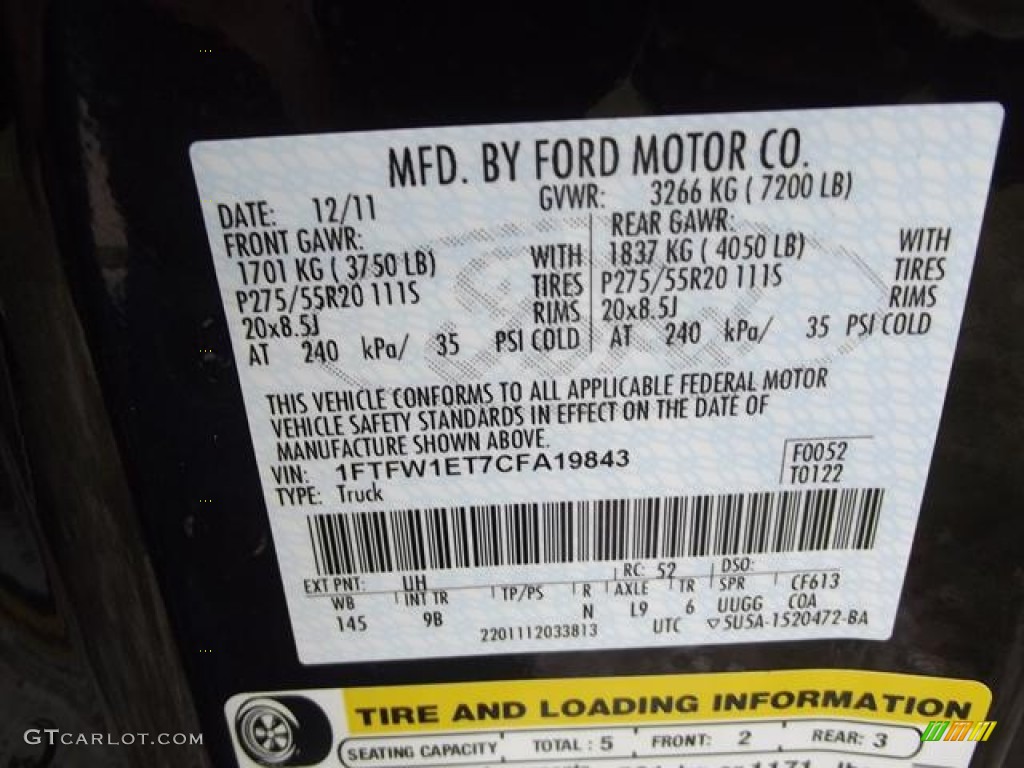 MFD. BY FORD MOTOR CO.
DATE: 12/11 GVWR: 3266 KG ( 7200 LB)
FRONT GAWR: REAR GAWR:
1701 KG ( 3750 LB) WITH 1837 KG ( 4050 LB) WITH
P275/55R20 111S TIRES P275/55R20 111S TIRES
20x8.5J RIMS 20x8.5J RIMS
AT 240 kPa/ 35 PSI COLD AT 240 kPa/ 35 PSI COLD
THIS VEHICLE CONFORMS TO ALL APPLICABLE FEDERAL MOTOR
VEHICLE SAFETY STANDARDS IN EFFECT ON THE DATE OF
MANUFACTURE SHOWN ABOVE.
VIN: 1FTFW1ET7CFA19843 F0052
TYPE: Truck T0122
EXT PNT: UH RC: 52 DSO:
WB INT TR TP/PS R AXLE TR SPR CF613
145 9B N L9 6 UUGG COA
2201112033813 UTC ▽5U5A-1520472-BA
TIRE AND LOADING INFORMATION
SEATING CAPACITY TOTAL : 5 FRONT: 2 REAR: 3
GTCARLOT.COM